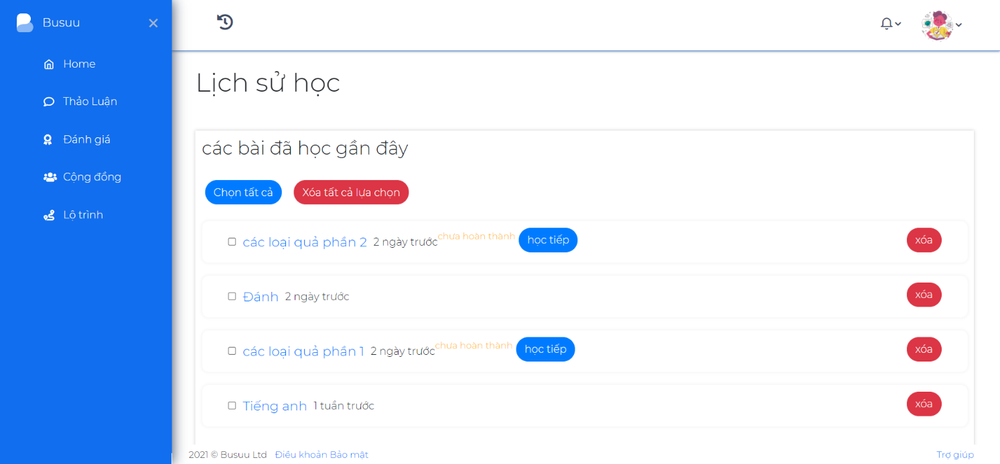 Busuu
Home
Thảo Luận
Đánh giá
Cộng đồng
Lộ trình
Lịch sử học
các bài đã học gần đây
Chọn tất cả Xóa tất cả lựa chọn
các loại quả phần 2 2 ngày trước chưa hoàn thành học tiếp xóa
Đánh 2 ngày trước xóa
các loại quả phần 1 2 ngày trước chưa hoàn thành học tiếp xóa
Tiếng anh 1 tuần trước xóa
2021 © Busuu Ltd Điều khoản Bảo mật Trợ giúp